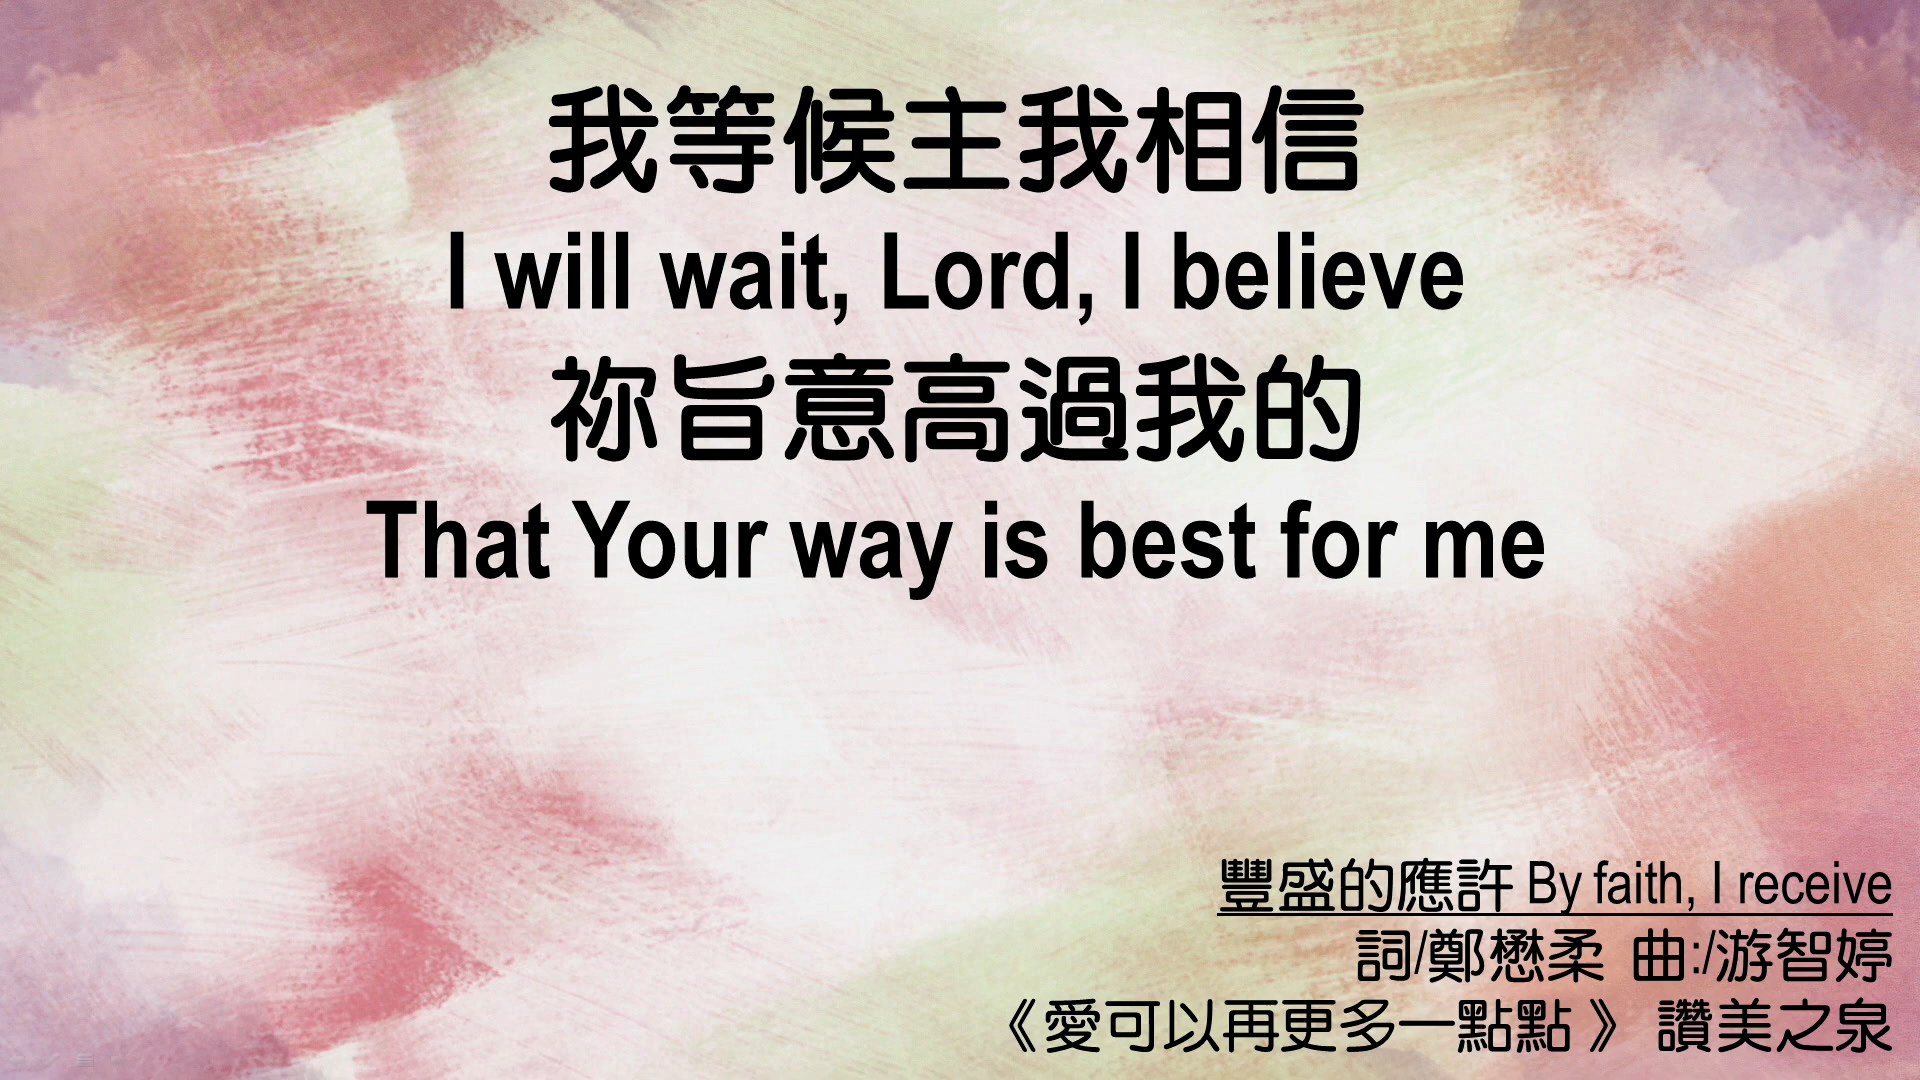 我等候主我相信
I will wait, Lord, I believe
祢旨意高過我的
That Your way is best for me
豐盛的應許 By faith, I receive
詞/鄭懋柔 曲:/游智婷
《愛可以再更多一點點》 讚美之泉